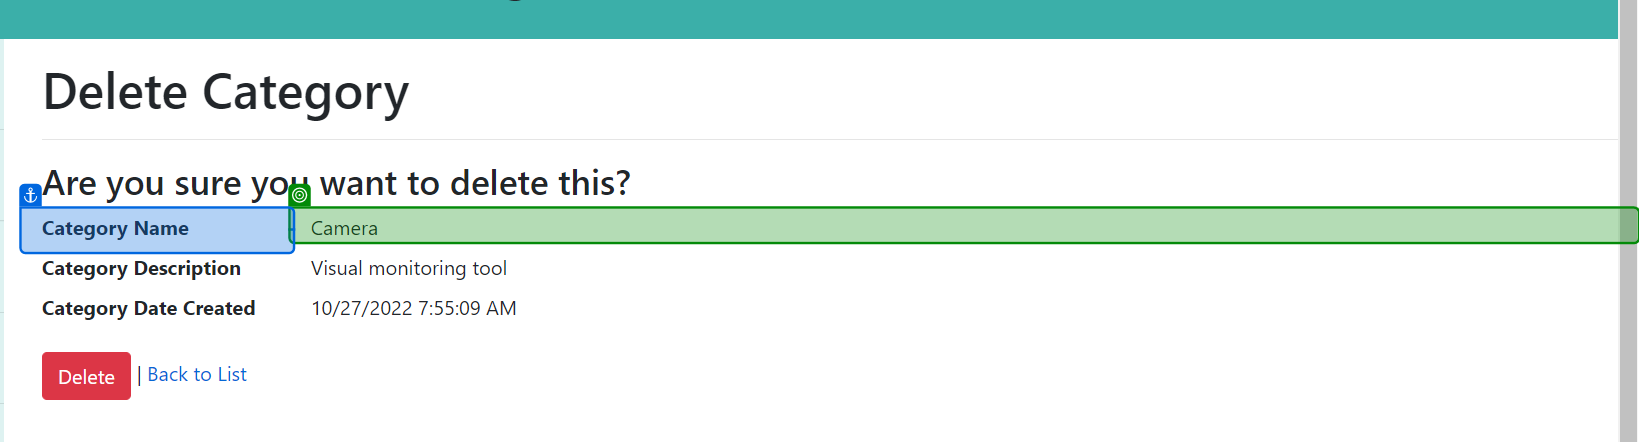 Delete Category
Are you sure you want to delete this?
Category Name Camera
Category Description Visual monitoring tool
Category Date Created 10/27/2022 7:55:09 AM
Delete | Back to List